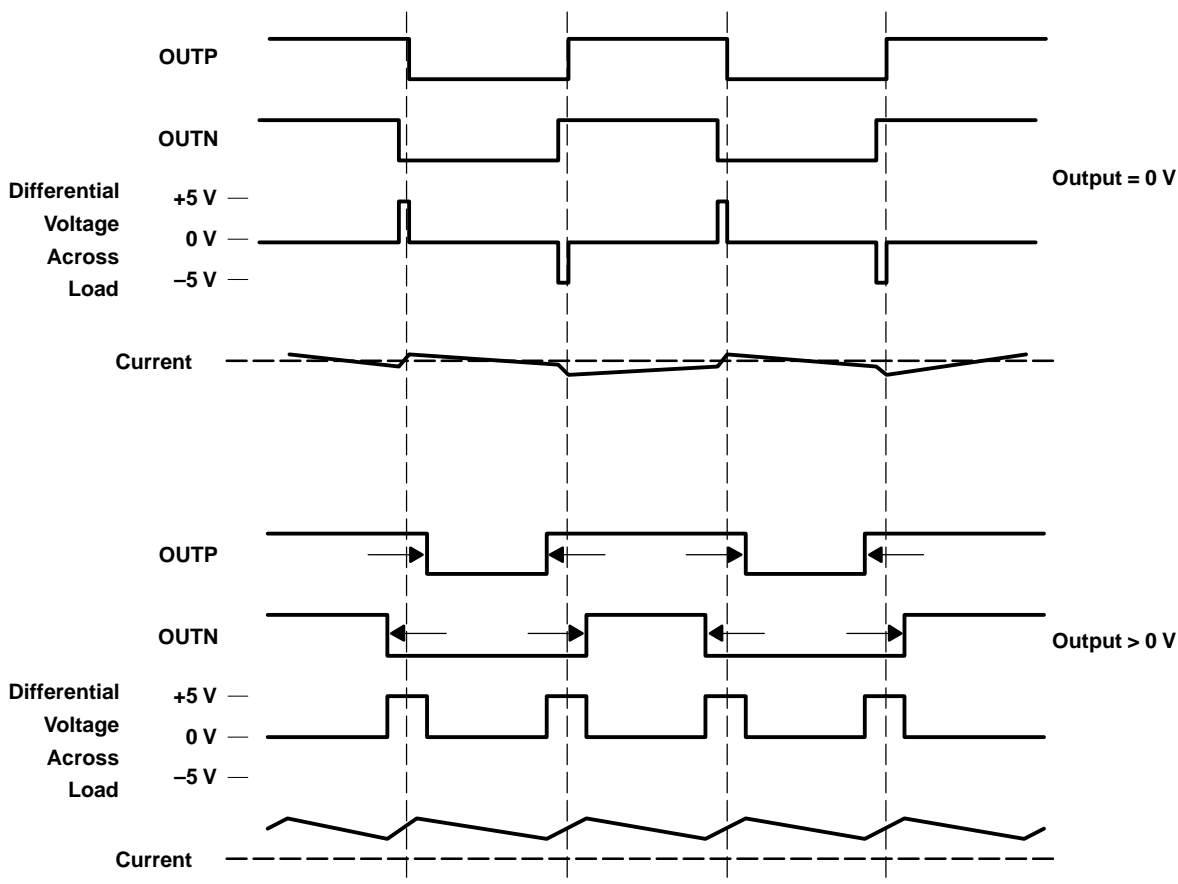 OUTP
OUTN
Output = 0 V
Differential
Voltage
Across
Load
+5 V
0 V
–5 V
Current
OUTP
OUTN
Output > 0 V
Differential
Voltage
Across
Load
+5 V
0 V
–5 V
Current